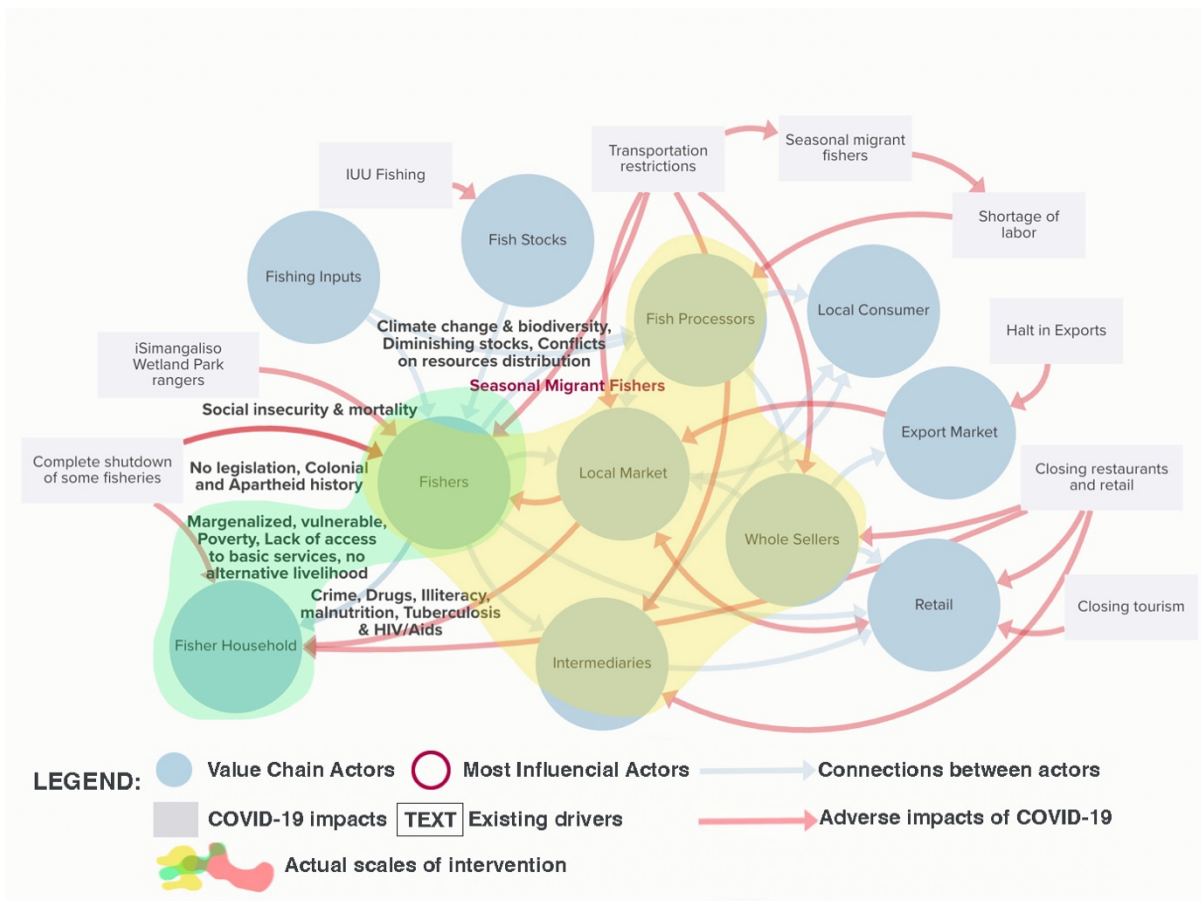 Transportation
restrictions
Seasonal migrant
fishers
IUU Fishing
Shortage of
labor
Fish Stocks
Fishing Inputs
Fish Processors
Local Consumer
Climate change & biodiversity,
Diminishing stocks, Conflicts
on resources distribution
Halt in Exports
iSimangaliso
Wetland Park
rangers
Seasonal Migrant Fishers
Social insecurity & mortality
Export Market
Complete shutdown
of some fisheries
No legislation, Colonial
and Apartheid history
Fishers
Local Market
Closing restaurants
and retail
Margenalized, vulnerable,
Poverty, Lack of access
to basic services, no
alternative livelihood
Whole Sellers
Crime, Drugs, Illiteracy,
malnutrition, Tuberculosis
& HIV/Aids
Retail
Closing tourism
Fisher Household
Intermediaries
LEGEND:
Value Chain Actors
Most Influencial Actors
Connections between actors
COVID-19 impacts
TEXT
Existing drivers
Adverse impacts of COVID-19
Actual scales of intervention